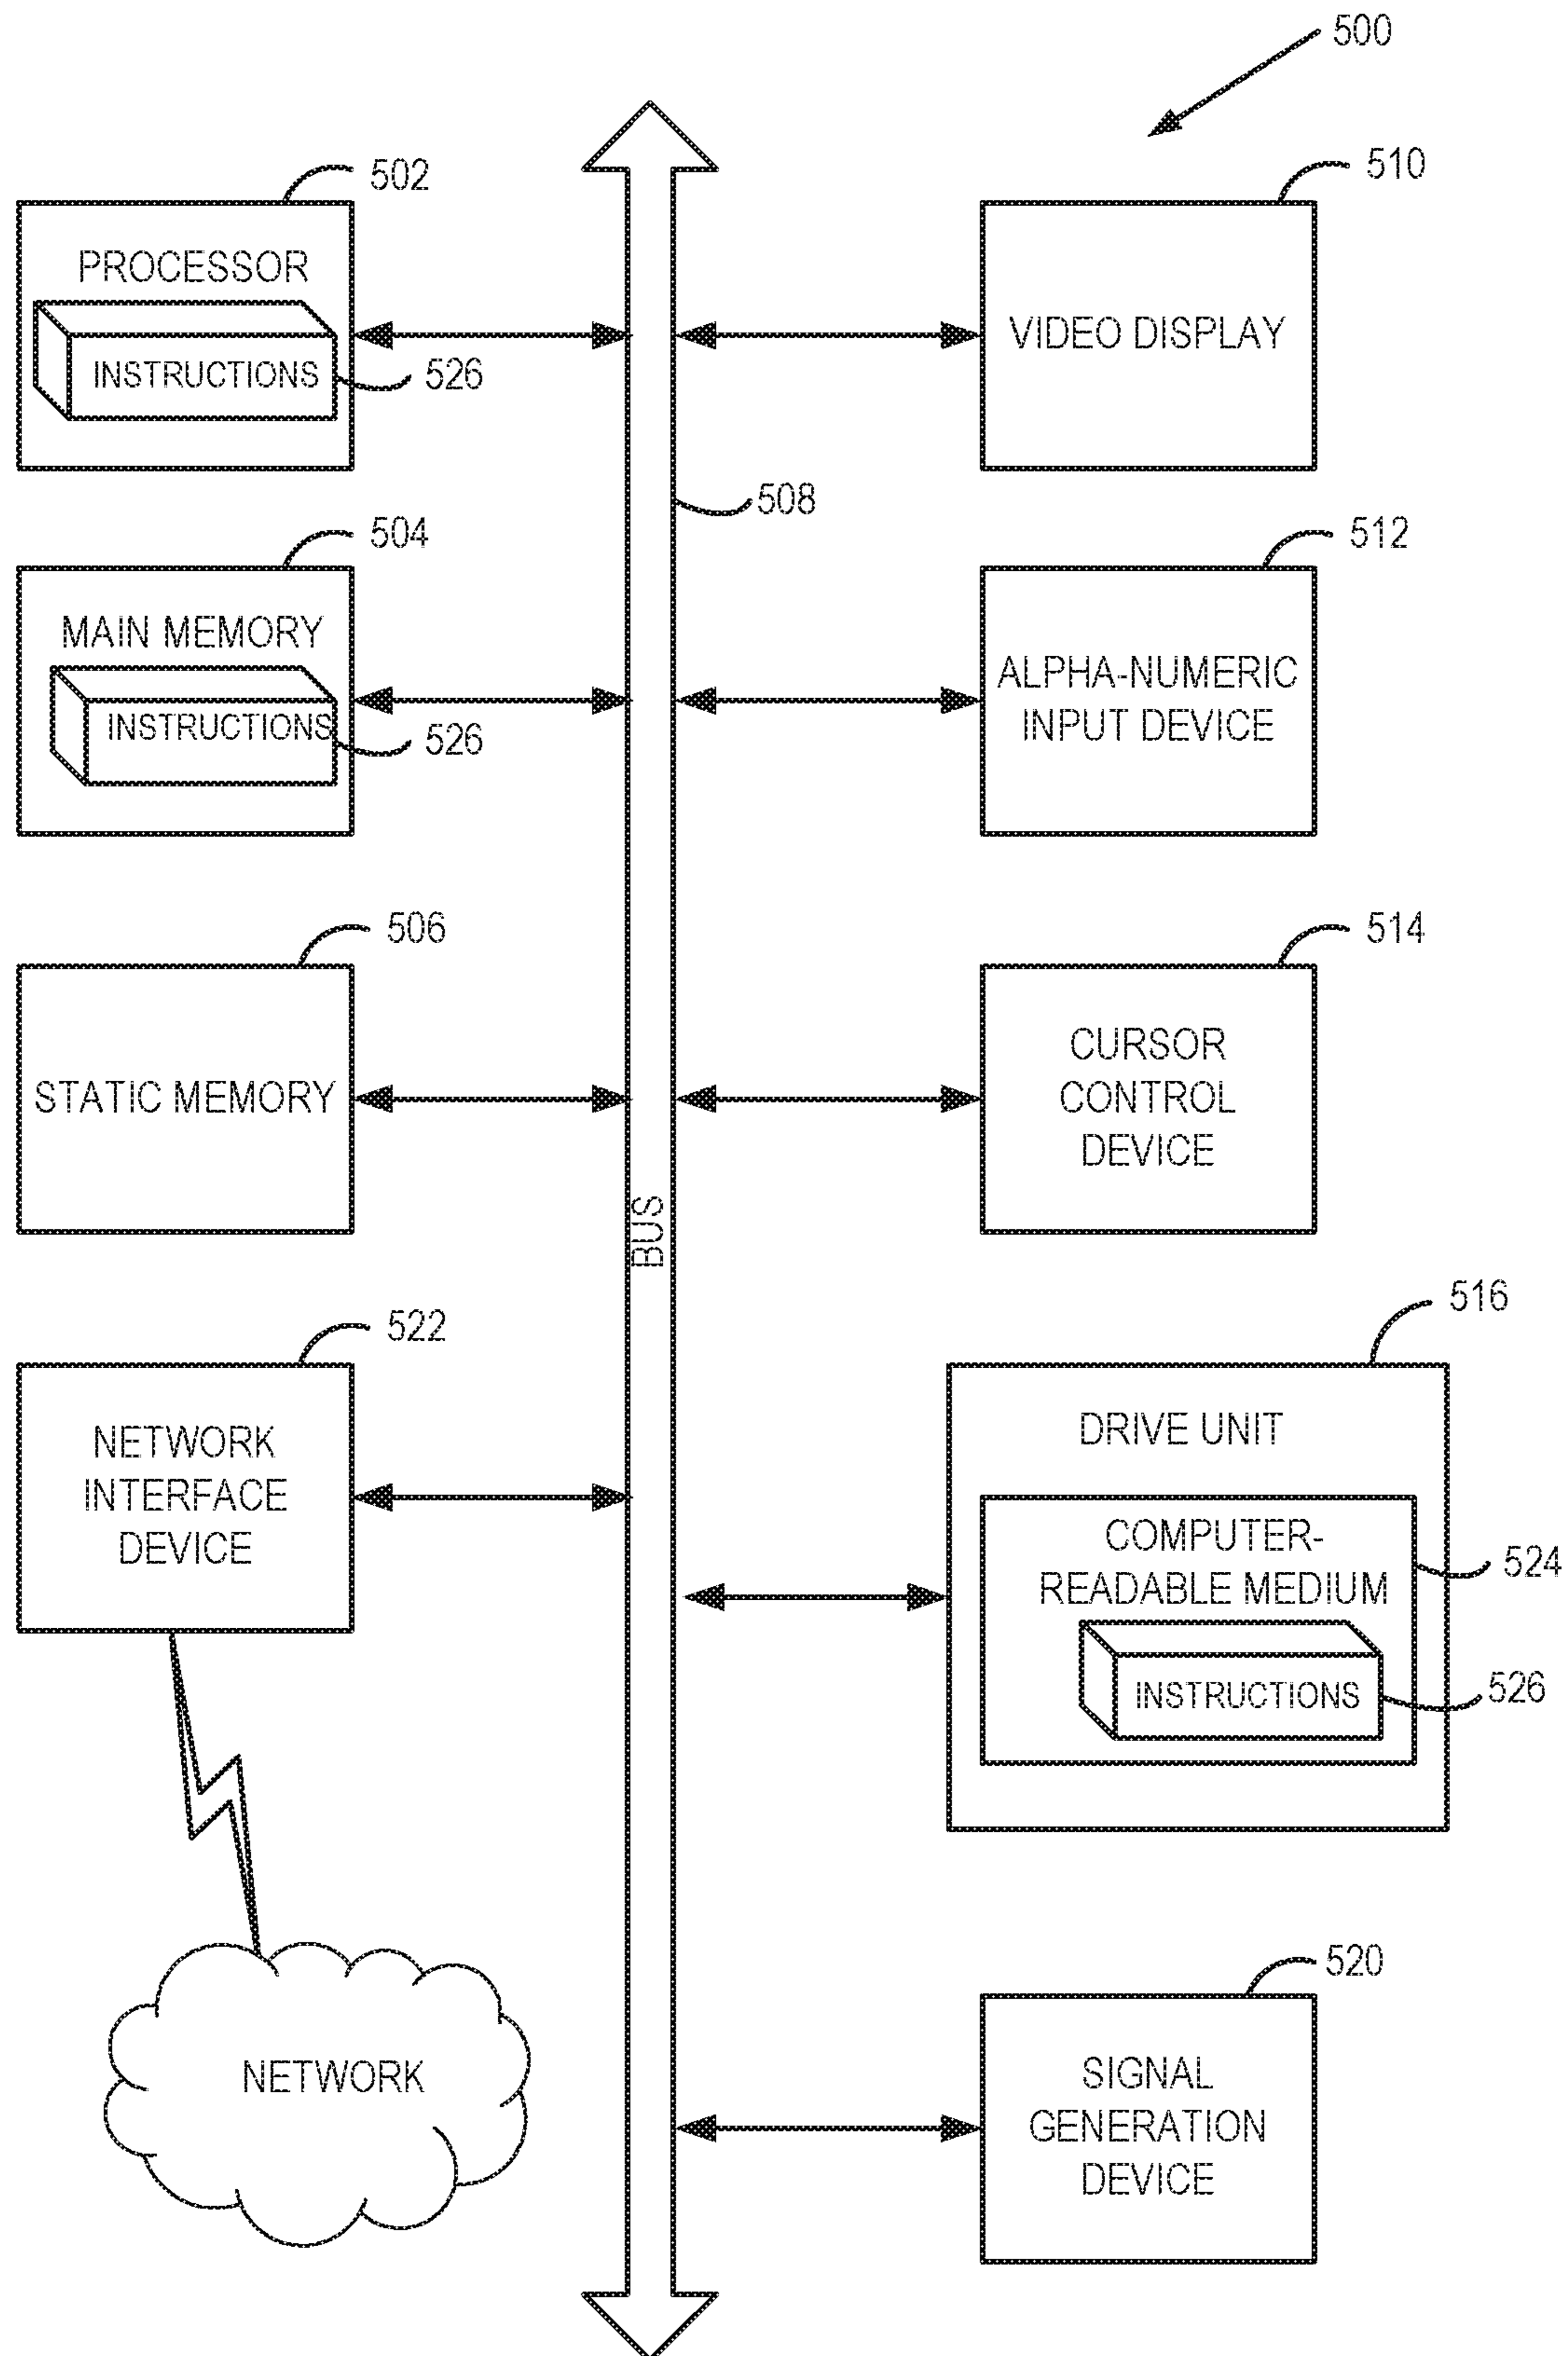 500
502
PROCESSOR
INSTRUCTIONS
526
504
MAIN MEMORY
INSTRUCTIONS
526
506
STATIC MEMORY
522
NETWORK
INTERFACE
DEVICE
NETWORK
508
BUS
510
VIDEO DISPLAY
512
ALPHA-NUMERIC
INPUT DEVICE
514
CURSOR
CONTROL
DEVICE
516
DRIVE UNIT
COMPUTER-
READABLE MEDIUM
524
INSTRUCTIONS
526
520
SIGNAL
GENERATION
DEVICE